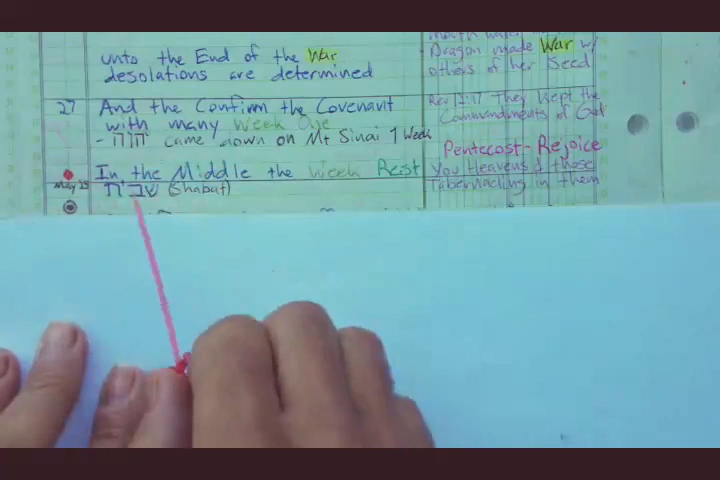 unto the End of the War
desolations are determined
27 And the Confirm the Covenant
with many Week One
- יהוה came down on Mt Sinai 1 Week
In the Middle the Week Rest
May 25
(Shabat)
Dragon made War w/
others of her Seed
Rev 12:17 They kept the
Commandments of God
Pentecost - Rejoice
You Heavens & those
Tabernacling in them